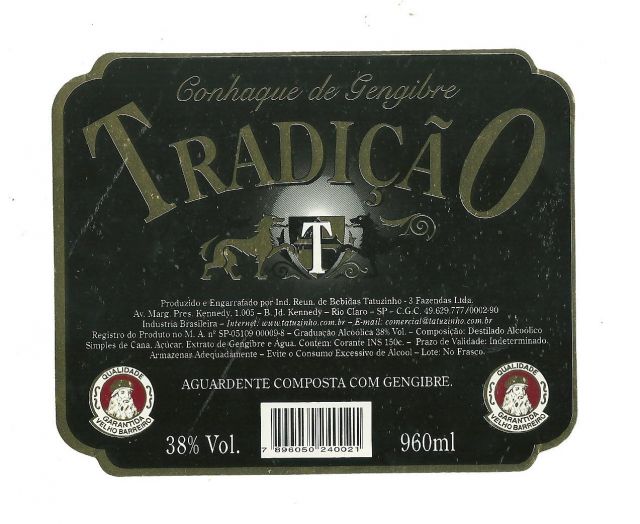 Conhaque de Gengibre
TRADIÇÃO
T
Produzido e Engarrafado por Ind. Reun. de Bebidas Tatuzinho - 3 Fazendas Ltda.
Av. Marg. Pres. Kennedy, 1.005 – B. Jd. Kennedy – Rio Claro – SP – C.G.C. 49.629.777/0002-90
Industria Brasileira – Internet: www.tatuzinho.com.br – E-mail: comercial@tatuzinho.com.br
Registro do Produto no M. A. nº SP-05109 00009-8 – Graduação Alcoólica 38% Vol. – Composição: Destilado Alcoólico
Simples de Cana, Açúcar, Extrato de Gengibre e Água. Contem: Corante INS 150c. – Prazo de Validade: Indeterminado.
Armazenas Adequadamente – Evite o Consumo Excessivo de Álcool – Lote: No Frasco.
AGUARDENTE COMPOSTA COM GENGIBRE.
QUALIDADE
GARANTIDA
VELHO BARREIRO
QUALIDADE
GARANTIDA
VELHO BARREIRO
38% Vol.
7 896050 240021
960ml